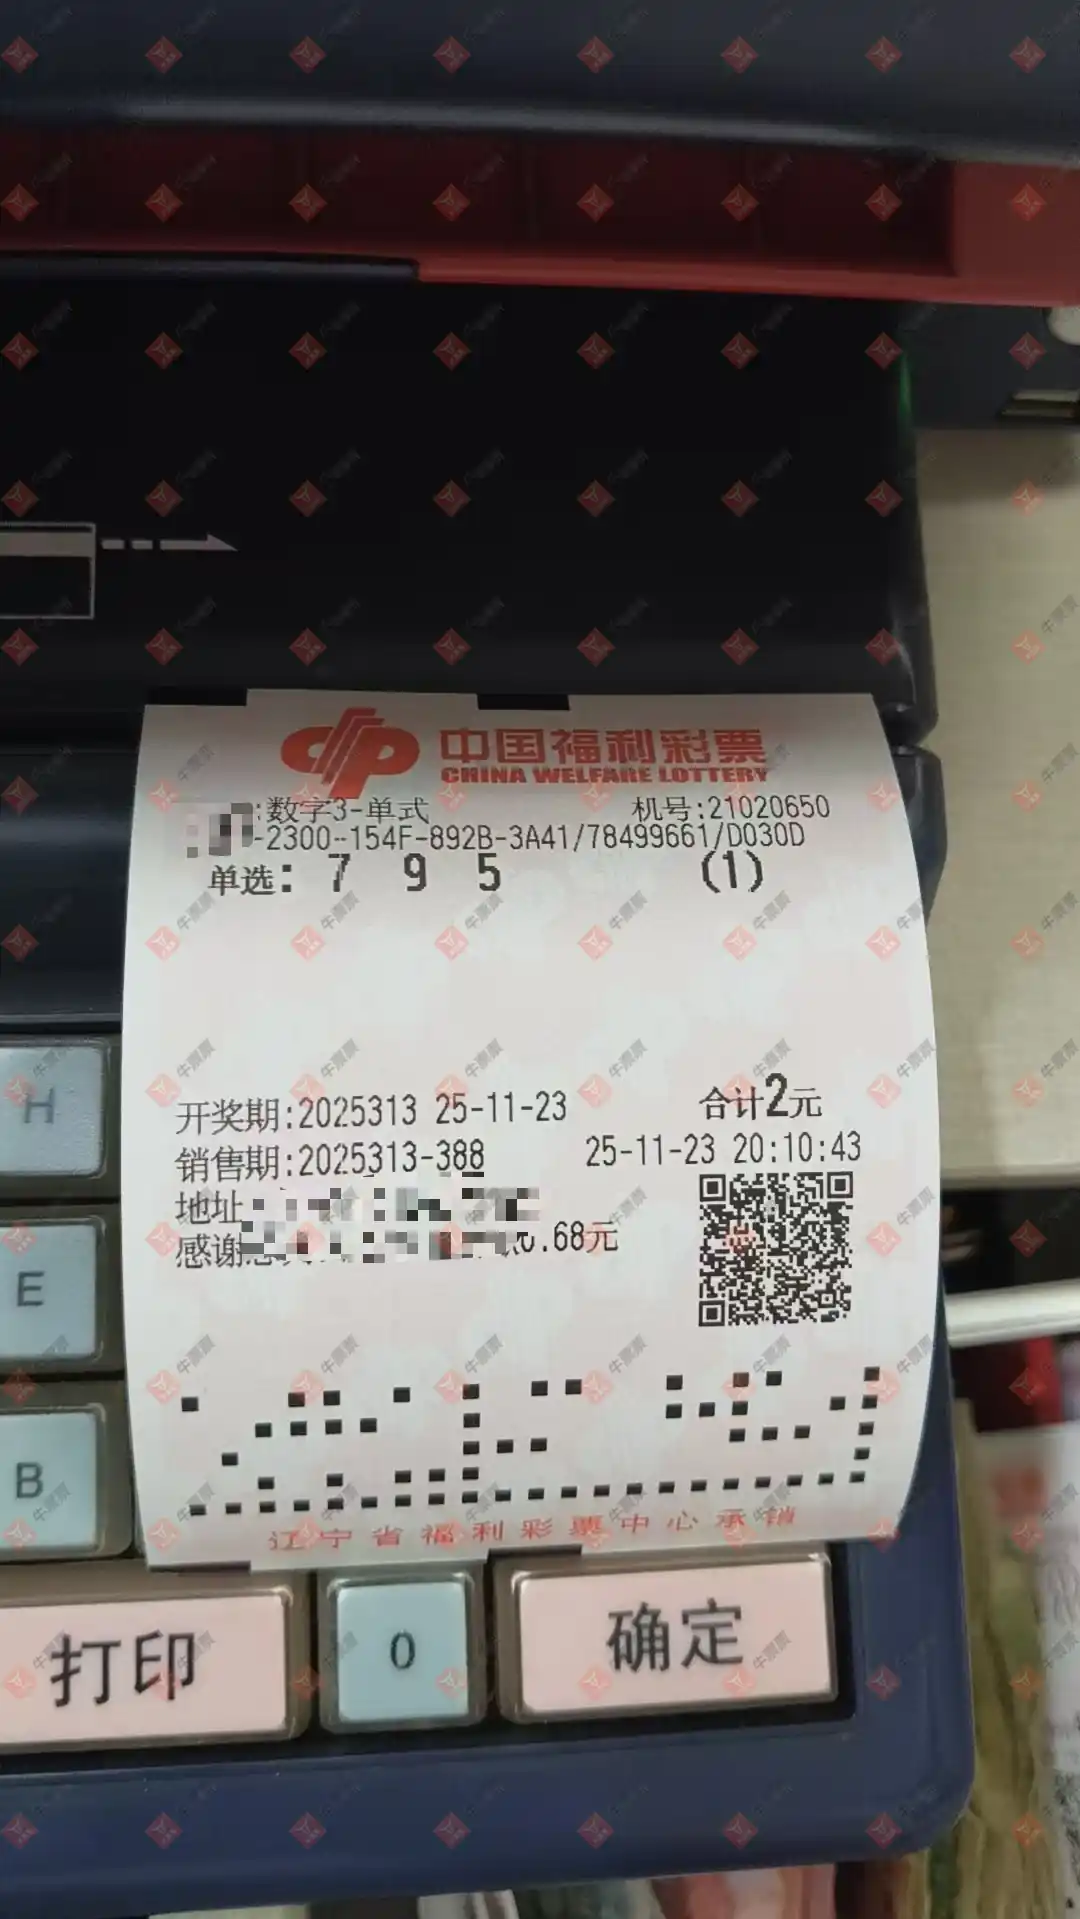 中国福利彩票
CHINA WELFARE LOTTERY
:数字3-单式 机号:21020650
-2300-154F-892B-3A41/78499661/D030D
单选: 7 9 5 (1)
开奖期:2025313 25-11-23 合计2元
销售期:2025313-388 25-11-23 20:10:43
地址
感谢 .68元
辽宁省福利彩票中心承销
H
E
B
打印 0 确定
牛票票